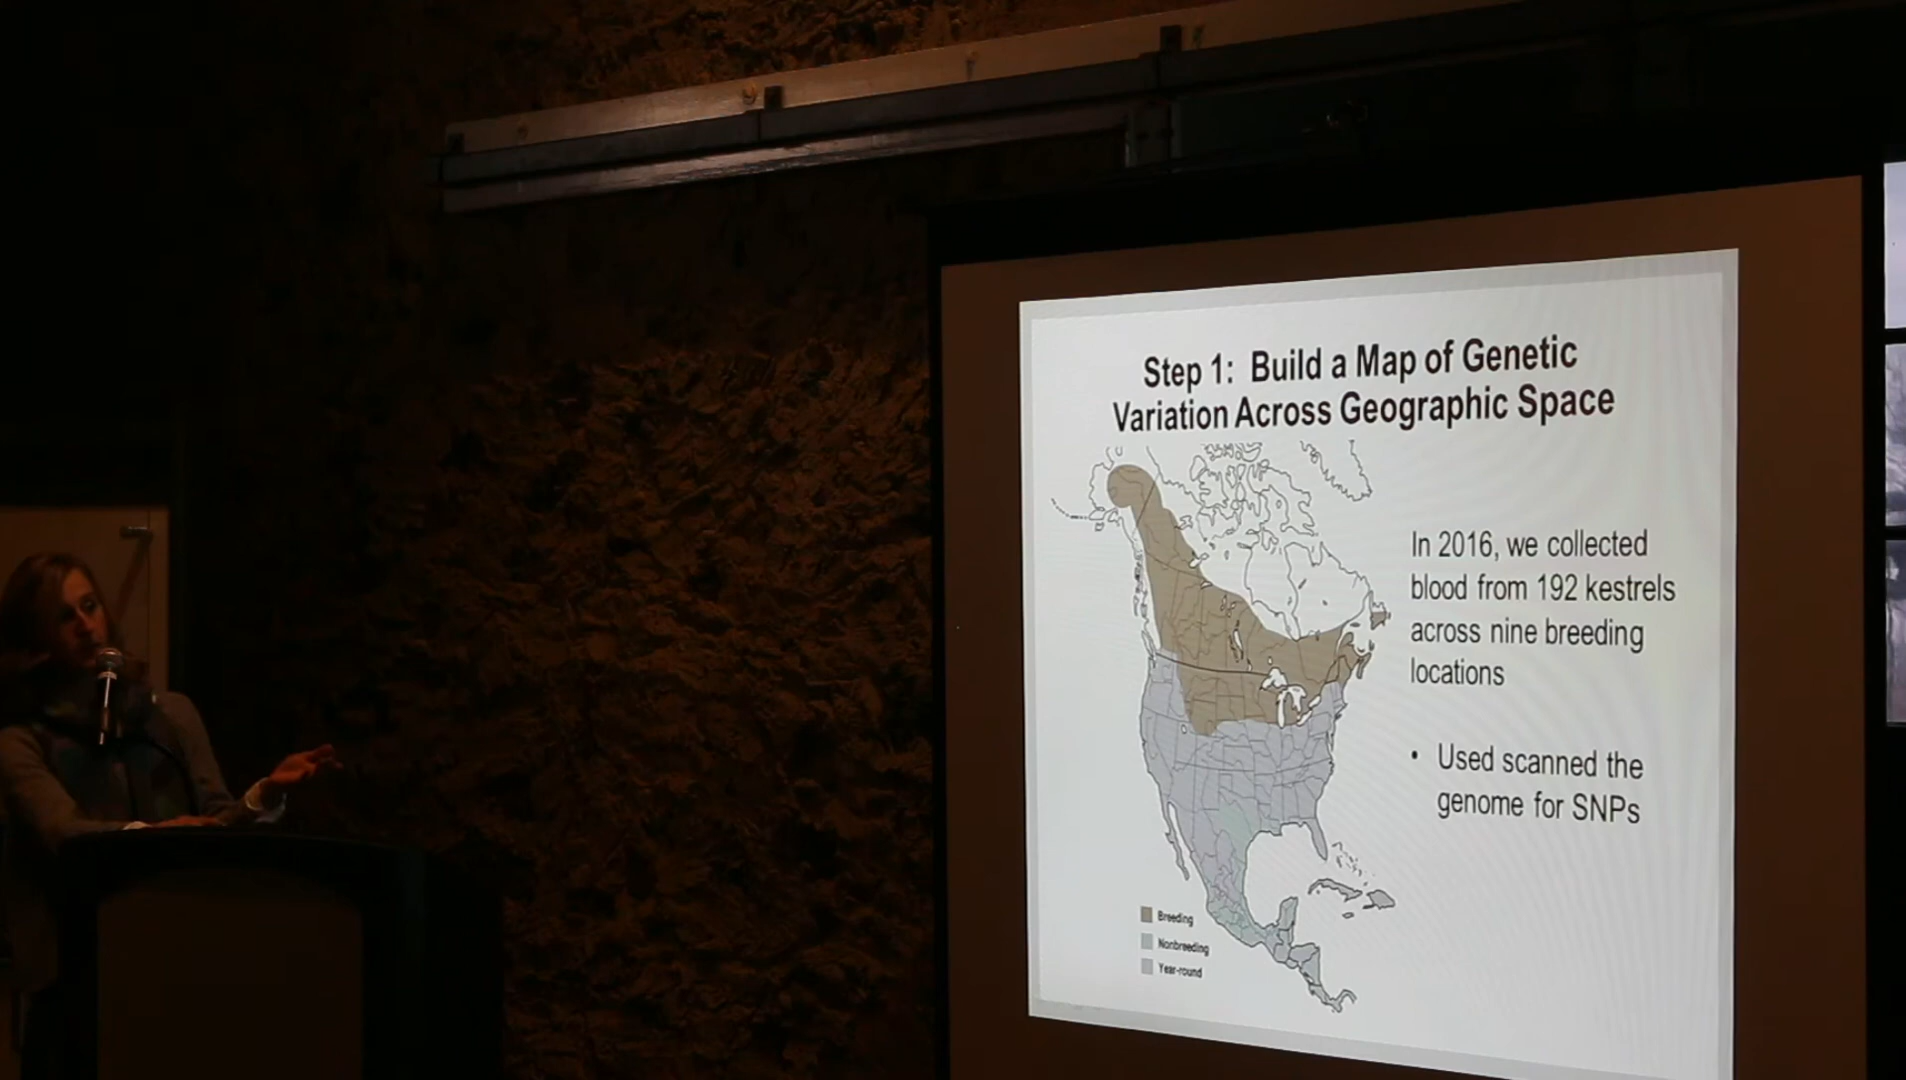 Step 1: Build a Map of Genetic
Variation Across Geographic Space
In 2016, we collected
blood from 192 kestrels
across nine breeding
locations
• Used scanned the
genome for SNPs
Breeding
Nonbreeding
Year-round